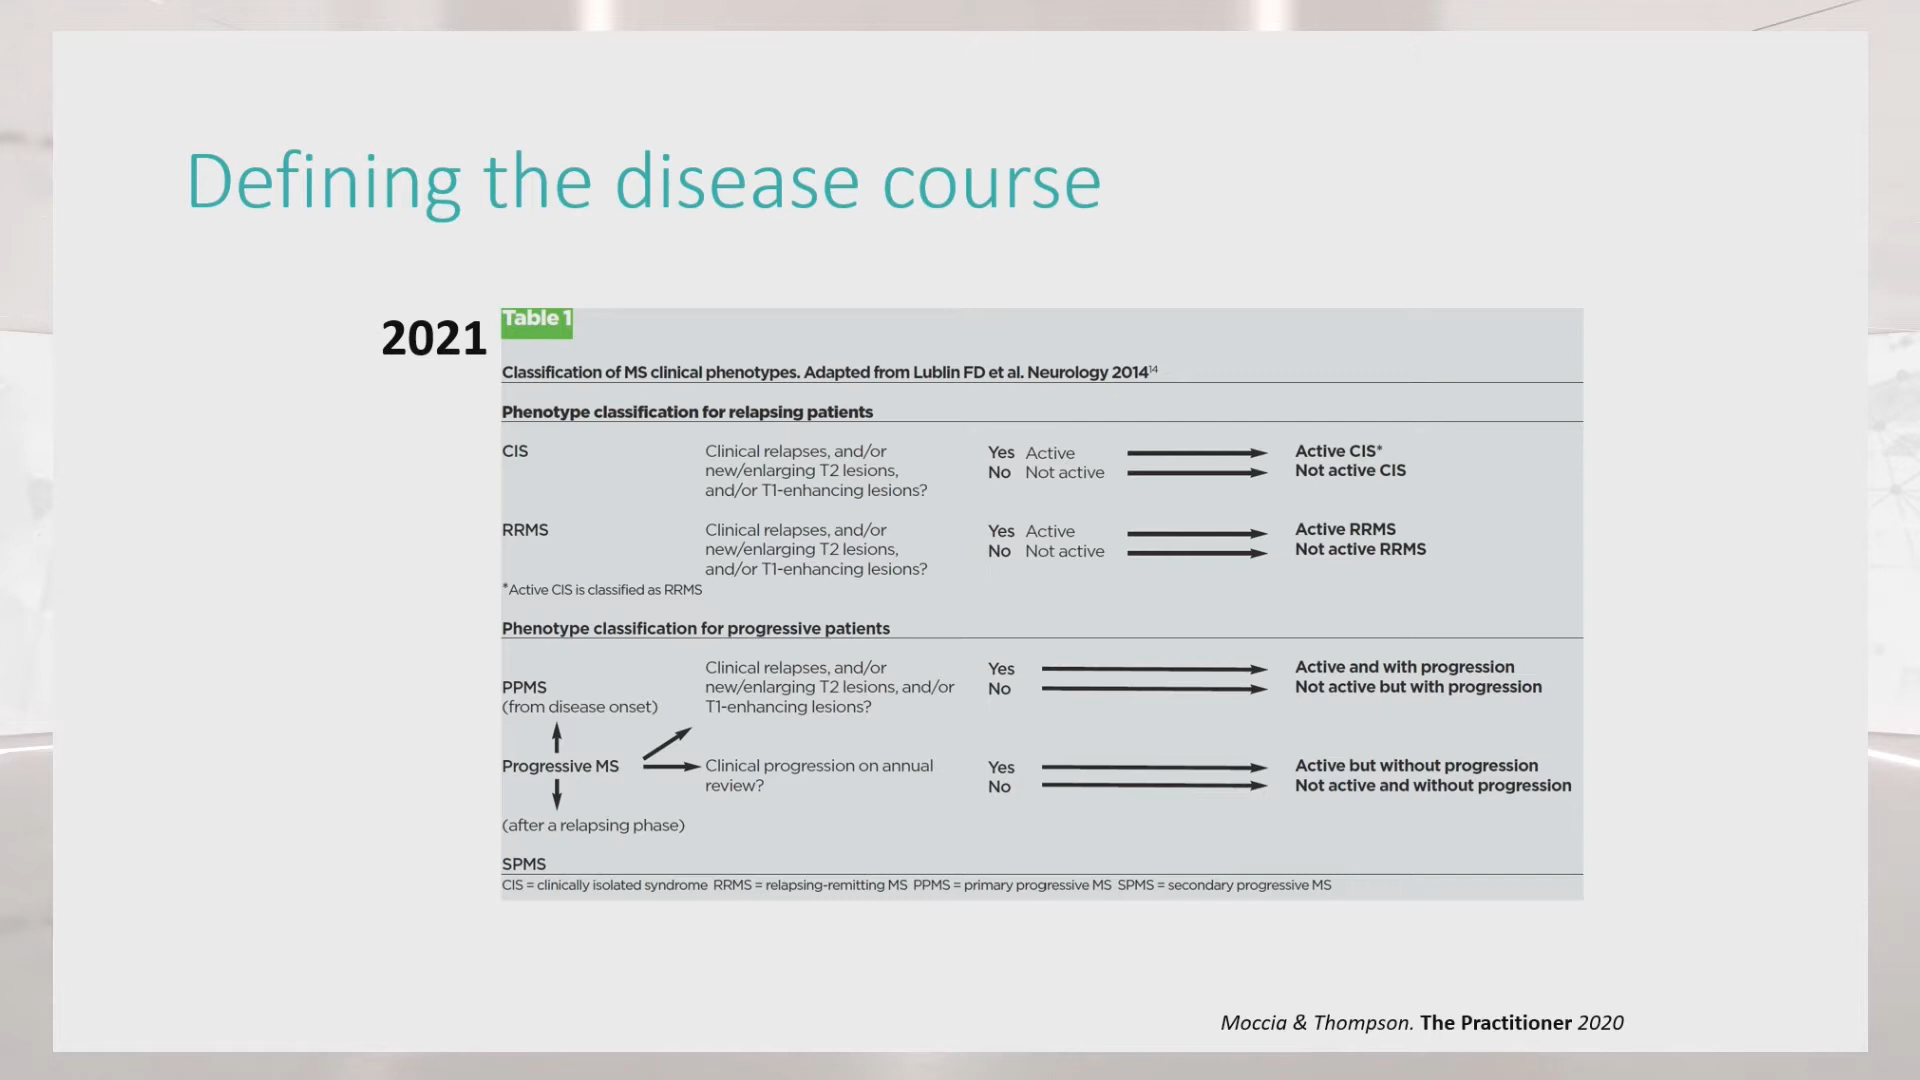 Defining the disease course
2021
Table 1
Classification of MS clinical phenotypes. Adapted from Lublin FD et al. Neurology 2014¹⁴
Phenotype classification for relapsing patients
CIS
Clinical relapses, and/or
new/enlarging T2 lesions,
and/or T1-enhancing lesions?
Yes Active
No Not active
Active CIS*
Not active CIS
RRMS
Clinical relapses, and/or
new/enlarging T2 lesions,
and/or T1-enhancing lesions?
Yes Active
No Not active
Active RRMS
Not active RRMS
*Active CIS is classified as RRMS
Phenotype classification for progressive patients
PPMS
(from disease onset)
Clinical relapses, and/or
new/enlarging T2 lesions, and/or
T1-enhancing lesions?
Yes
No
Active and with progression
Not active but with progression
Progressive MS
Clinical progression on annual
review?
Yes
No
Active but without progression
Not active and without progression
(after a relapsing phase)
SPMS
CIS = clinically isolated syndrome RRMS = relapsing-remitting MS PPMS = primary progressive MS SPMS = secondary progressive MS
Moccia & Thompson. The Practitioner 2020